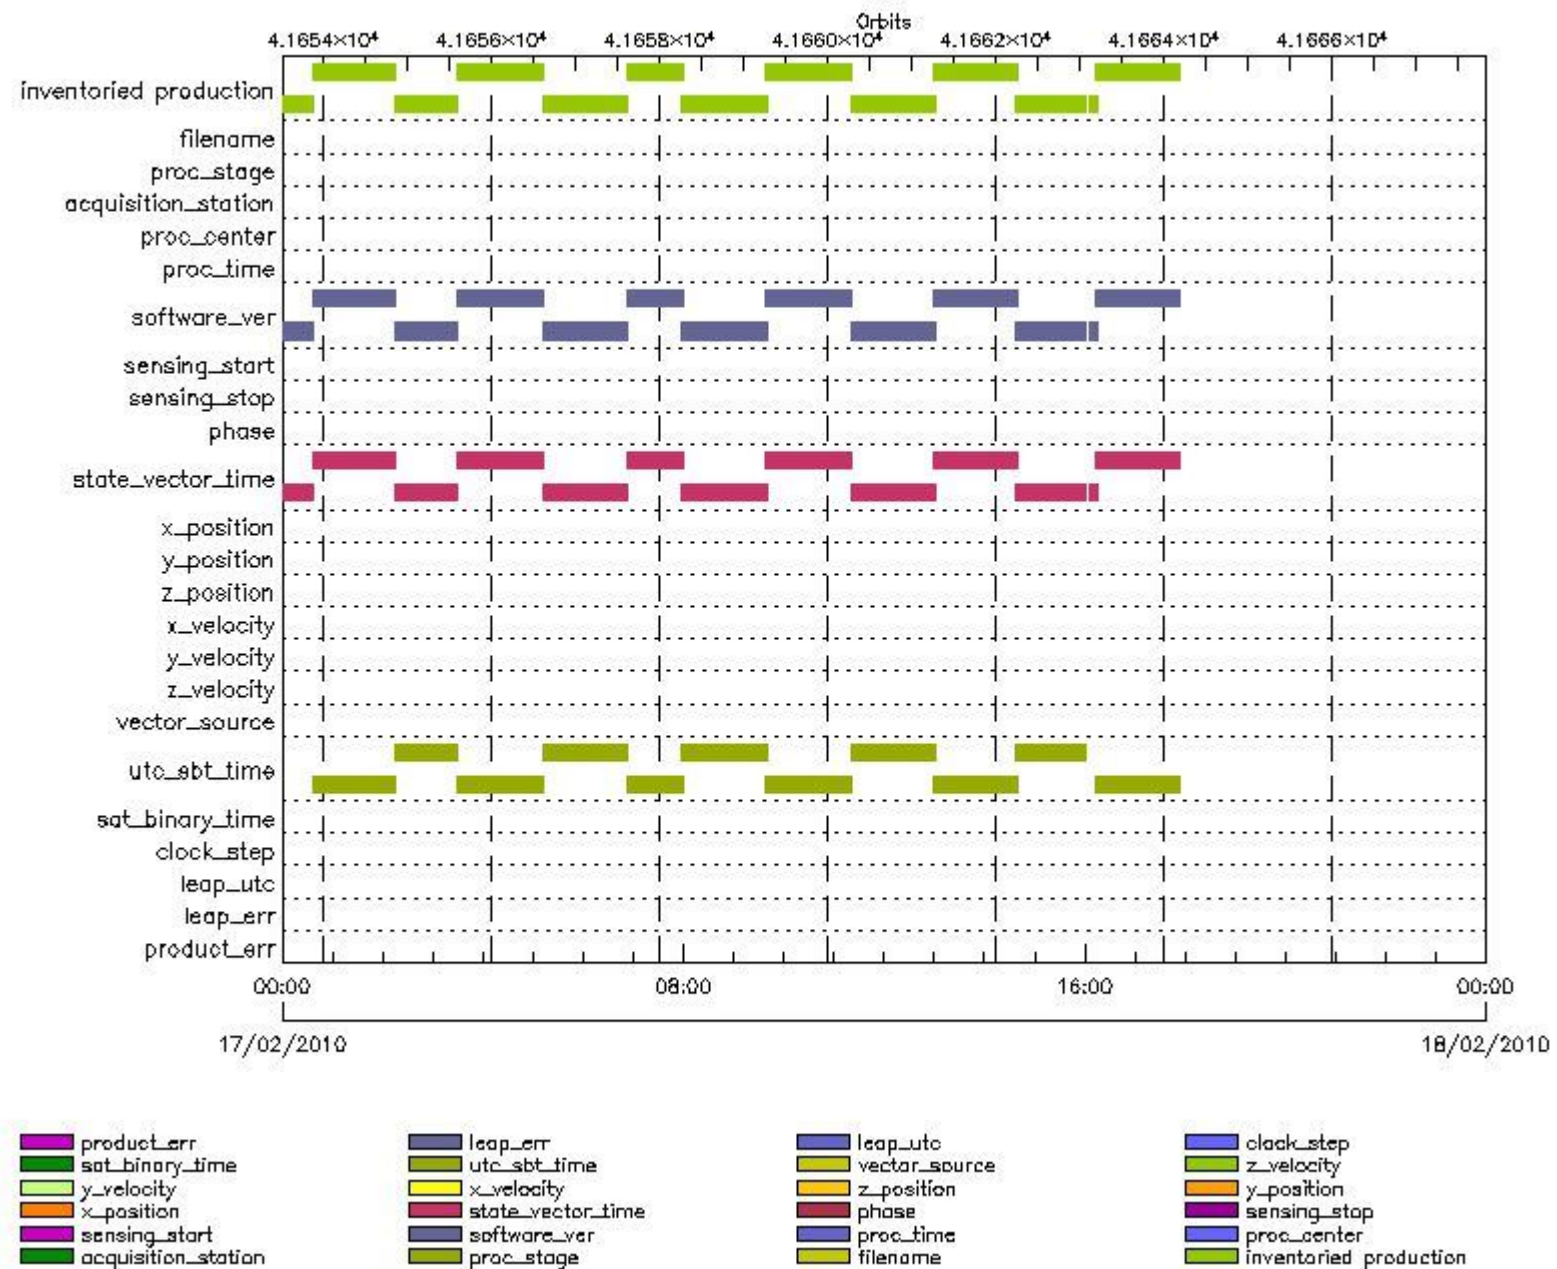 Orbits
4.1654×10⁴ 4.1656×10⁴ 4.1658×10⁴ 4.1660×10⁴ 4.1662×10⁴ 4.1664×10⁴ 4.1666×10⁴
inventoried production
filename
proc_stage
acquisition_station
proc_center
proc_time
software_ver
sensing_start
sensing_stop
phase
state_vector_time
x_position
y_position
z_position
x_velocity
y_velocity
z_velocity
vector_source
utc_sbt_time
sat_binary_time
clock_step
leap_utc
leap_err
product_err
00:00 08:00 16:00 00:00
17/02/2010 18/02/2010
product_err leap_err leap_utc clock_step
sat_binary_time utc_sbt_time vector_source z_velocity
y_velocity x_velocity z_position y_position
x_position state_vector_time phase sensing_stop
sensing_start software_ver proc_time proc_center
acquisition_station proc_stage filename inventoried production